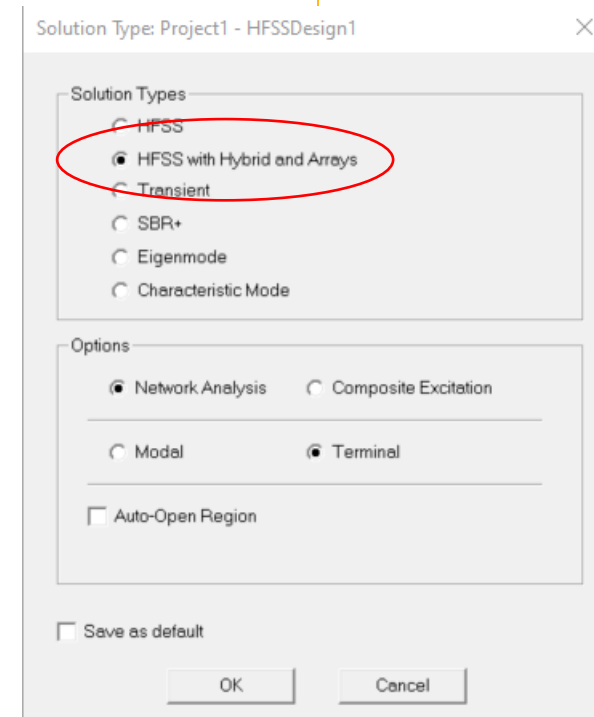 Solution Type: Project1 - HFSSDesign1
Solution Types
HFSS
HFSS with Hybrid and Arrays
Transient
SBR+
Eigenmode
Characteristic Mode
Options
Network Analysis Composite Excitation
Modal Terminal
Auto-Open Region
Save as default
OK Cancel